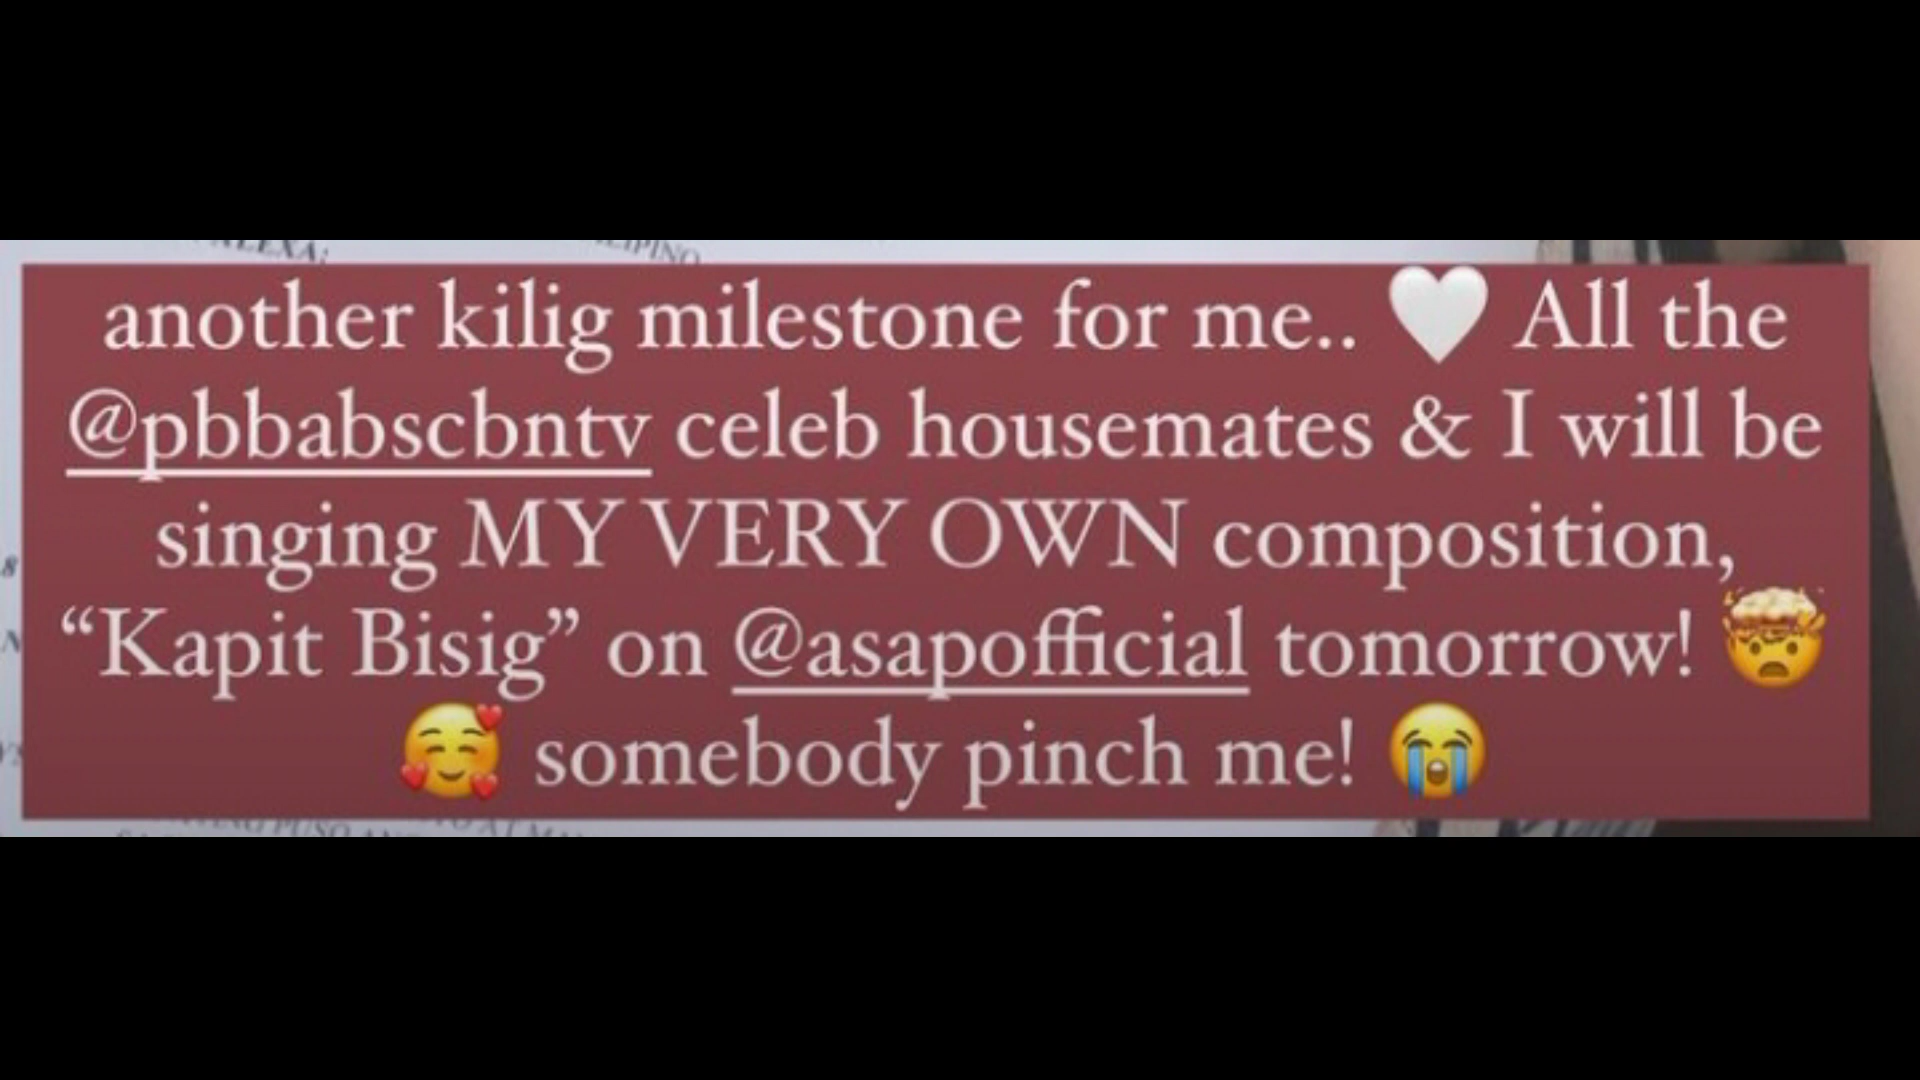 ALEXA:
another kilig milestone for me.. 🤍 All the
@pbbabscbntv celeb housemates & I will be
singing MY VERY OWN composition,
“Kapit Bisig” on @asapofficial tomorrow! 🤯
🥰 somebody pinch me! 😭